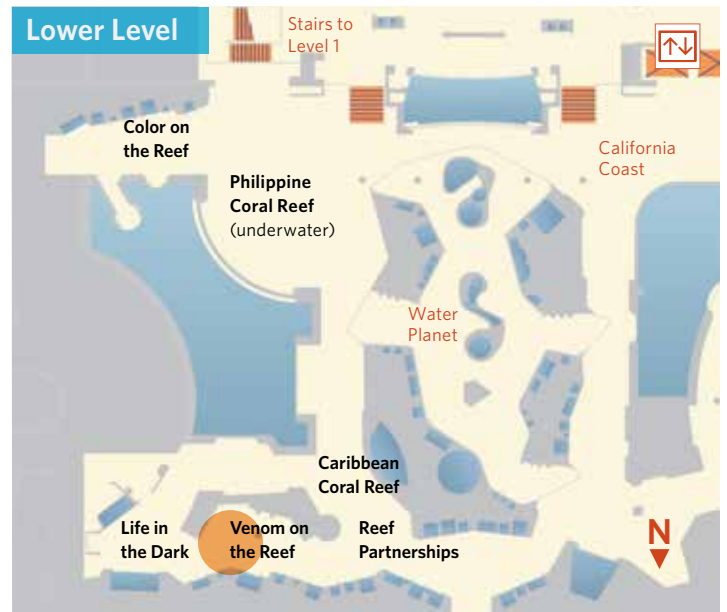 Lower Level
Stairs to
Level 1
Color on
the Reef
California
Coast
Philippine
Coral Reef
(underwater)
Water
Planet
Caribbean
Coral Reef
Life in
the Dark
Venom on
the Reef
Reef
Partnerships
N